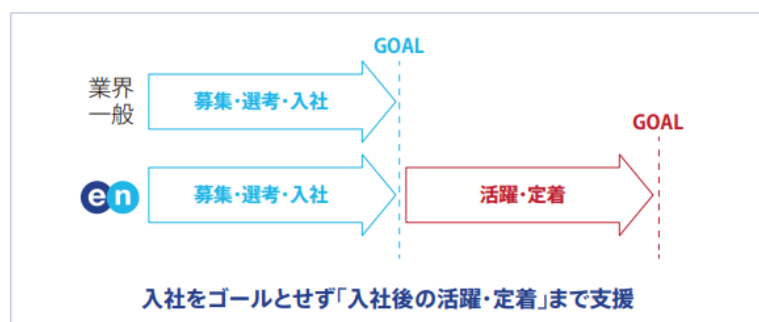 GOAL
業界
一般
募集・選考・入社
GOAL
en
募集・選考・入社
活躍・定着
入社をゴールとせず「入社後の活躍・定着」まで支援